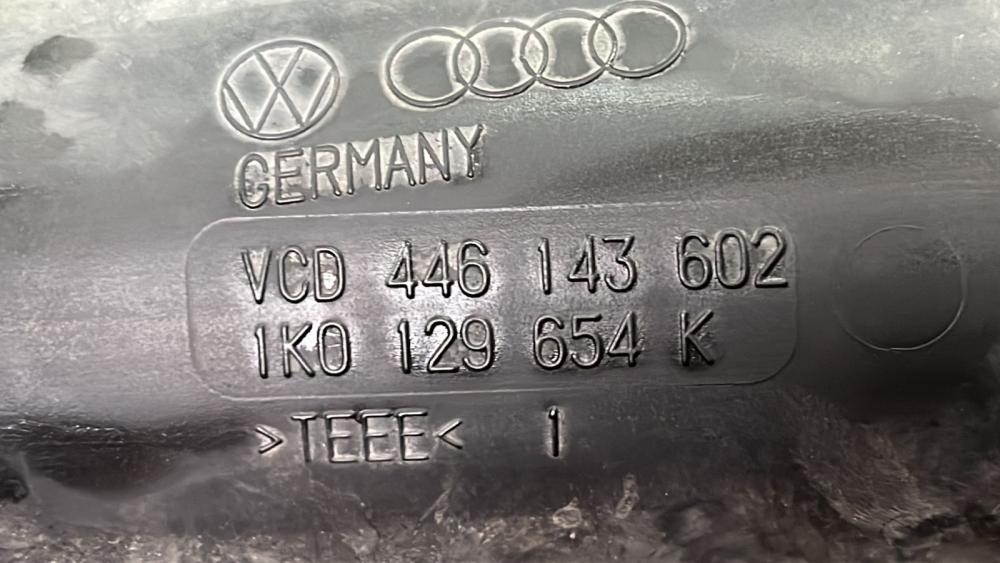 GERMANY
VCD 446 143 602
1K0 129 654 K
>TEEE< 1